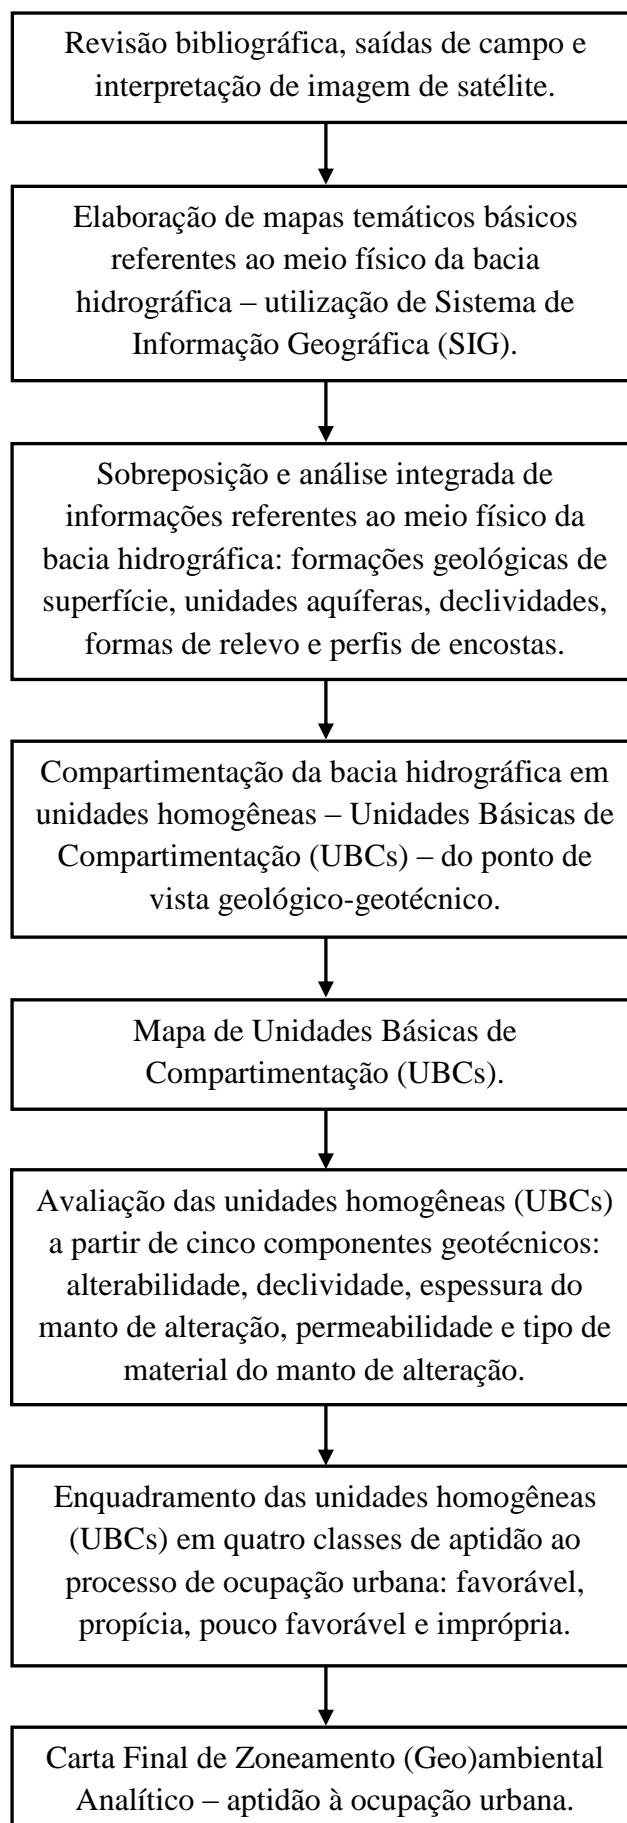 Revisão bibliográfica, saídas de campo e
interpretação de imagem de satélite.
Elaboração de mapas temáticos básicos
referentes ao meio físico da bacia
hidrográfica – utilização de Sistema de
Informação Geográfica (SIG).
Sobreposição e análise integrada de
informações referentes ao meio físico da
bacia hidrográfica: formações geológicas de
superfície, unidades aquíferas, declividades,
formas de relevo e perfis de encostas.
Compartimentação da bacia hidrográfica em
unidades homogêneas – Unidades Básicas de
Compartimentação (UBCs) – do ponto de
vista geológico-geotécnico.
Mapa de Unidades Básicas de
Compartimentação (UBCs).
Avaliação das unidades homogêneas (UBCs)
a partir de cinco componentes geotécnicos:
alterabilidade, declividade, espessura do
manto de alteração, permeabilidade e tipo de
material do manto de alteração.
Enquadramento das unidades homogêneas
(UBCs) em quatro classes de aptidão ao
processo de ocupação urbana: favorável,
propícia, pouco favorável e imprópria.
Carta Final de Zoneamento (Geo)ambiental
Analítico – aptidão à ocupação urbana.